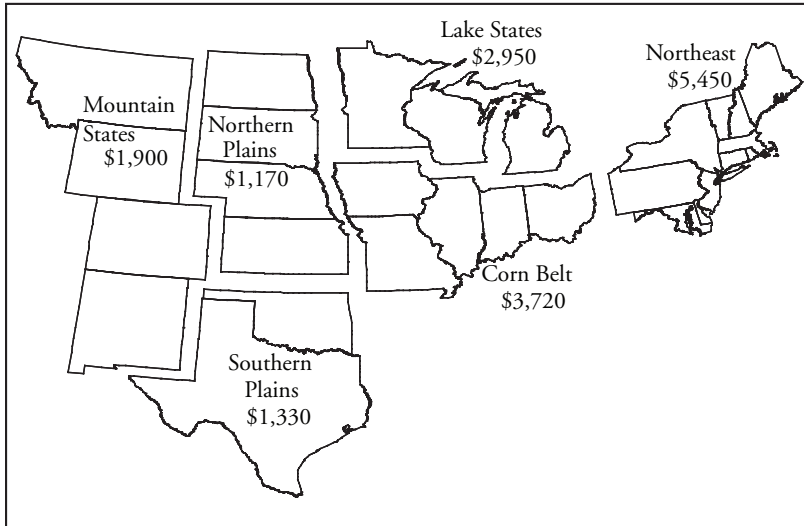 Lake States
$2,950
Northeast
$5,450
Mountain
States
$1,900
Northern
Plains
$1,170
Corn Belt
$3,720
Southern
Plains
$1,330